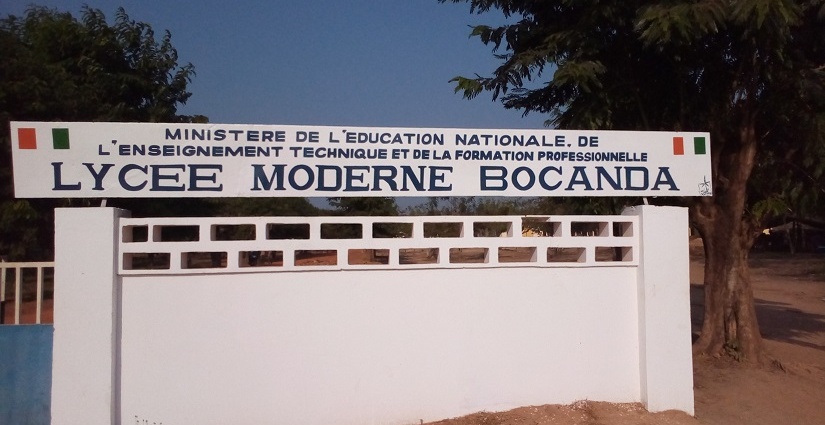 MINISTERE DE L'EDUCATION NATIONALE, DE
L'ENSEIGNEMENT TECHNIQUE ET DE LA FORMATION PROFESSIONNELLE
LYCEE MODERNE BOCANDA